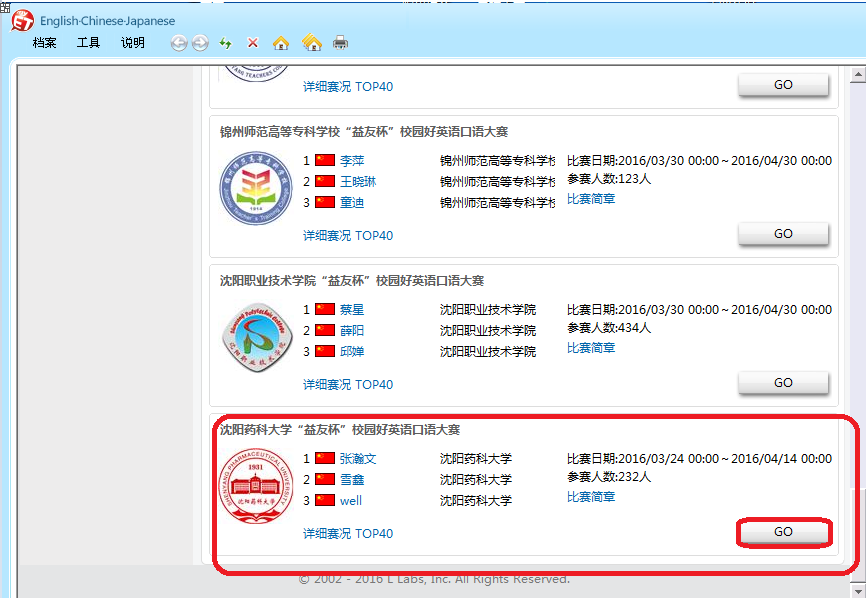 English-Chinese-Japanese
档案 工具 说明
YANG TEACHERS CO
详细赛况 TOP40
GO
锦州师范高等专科学校“益友杯”校园好英语口语大赛
1 李萍 锦州师范高等专科学校 比赛日期:2016/03/30 00:00～2016/04/30 00:00
2 王晓琳 锦州师范高等专科学校 参赛人数:123人
3 童迪 锦州师范高等专科学校 比赛简章
详细赛况 TOP40
GO
沈阳职业技术学院“益友杯”校园好英语口语大赛
1 蔡星 沈阳职业技术学院 比赛日期:2016/03/30 00:00～2016/04/30 00:00
2 薛阳 沈阳职业技术学院 参赛人数:434人
3 邱婵 沈阳职业技术学院 比赛简章
详细赛况 TOP40
GO
沈阳药科大学“益友杯”校园好英语口语大赛
SHENYANG PHARMACEUTICAL UNIVERSITY
1931
沈阳药科大学
1 张瀚文 沈阳药科大学 比赛日期:2016/03/24 00:00～2016/04/14 00:00
2 雪鑫 沈阳药科大学 参赛人数:232人
3 well 沈阳药科大学 比赛简章
详细赛况 TOP40
GO
© 2002 - 2016 L Labs, Inc. All Rights Reserved.